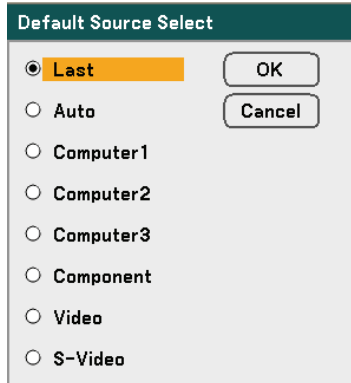 Default Source Select
Last OK
Auto Cancel
Computer1
Computer2
Computer3
Component
Video
S-Video